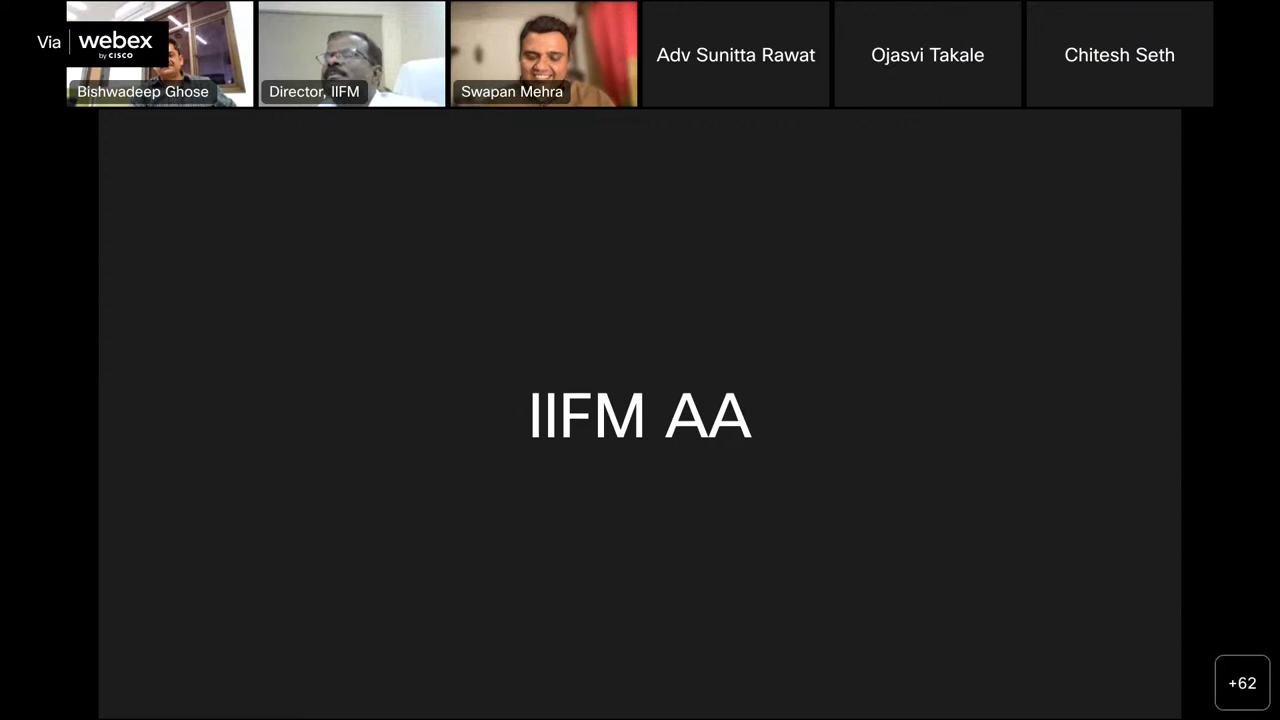 Via webex
by CISCO
Bishwadeep Ghose
Director, IIFM
Swapan Mehra
Adv Sunitta Rawat
Ojasvi Takale
Chitesh Seth
IIFM AA
+62